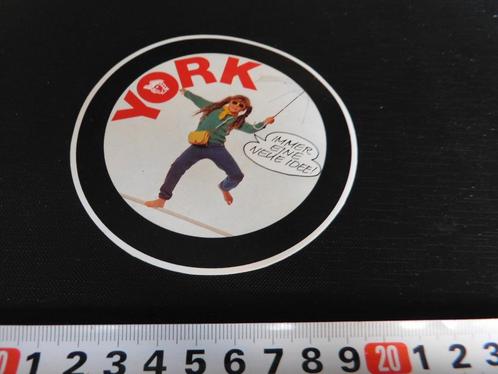 YORK
IMMER
EINE
NEUE IDEE!
1 2 3 4 5 6 7 8 9 20 1 2 3